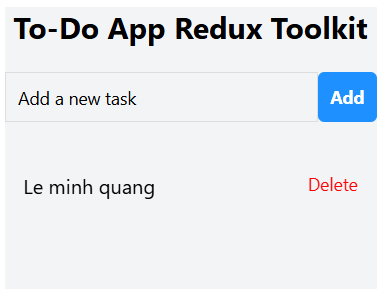 To-Do App Redux Toolkit
Add a new task
Add
Le minh quang
Delete